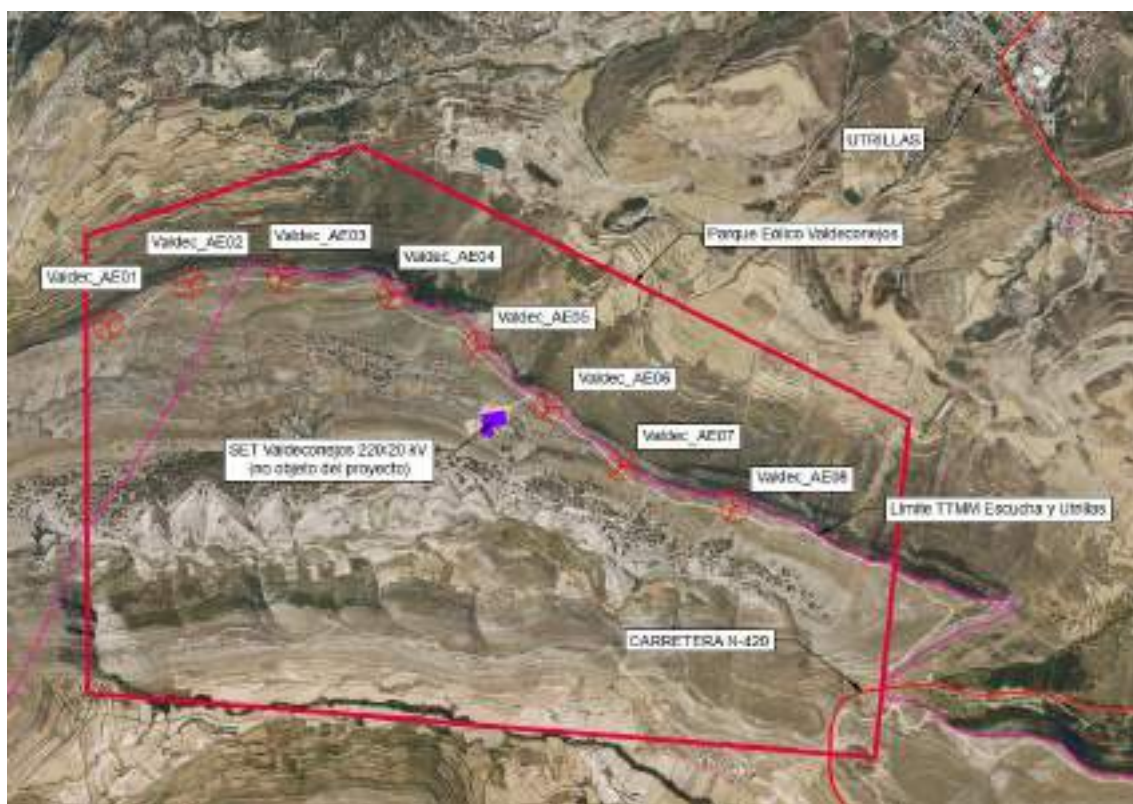 UTRILLAS
Parque Eólico Valdeconejos
Valdec_AE01
Valdec_AE02
Valdec_AE03
Valdec_AE04
Valdec_AE05
Valdec_AE06
Valdec_AE07
Valdec_AE08
SET Valdeconejos 220/20 kV
(no objeto del proyecto)
Límite TTMM Escucha y Utrillas
CARRETERA N-420